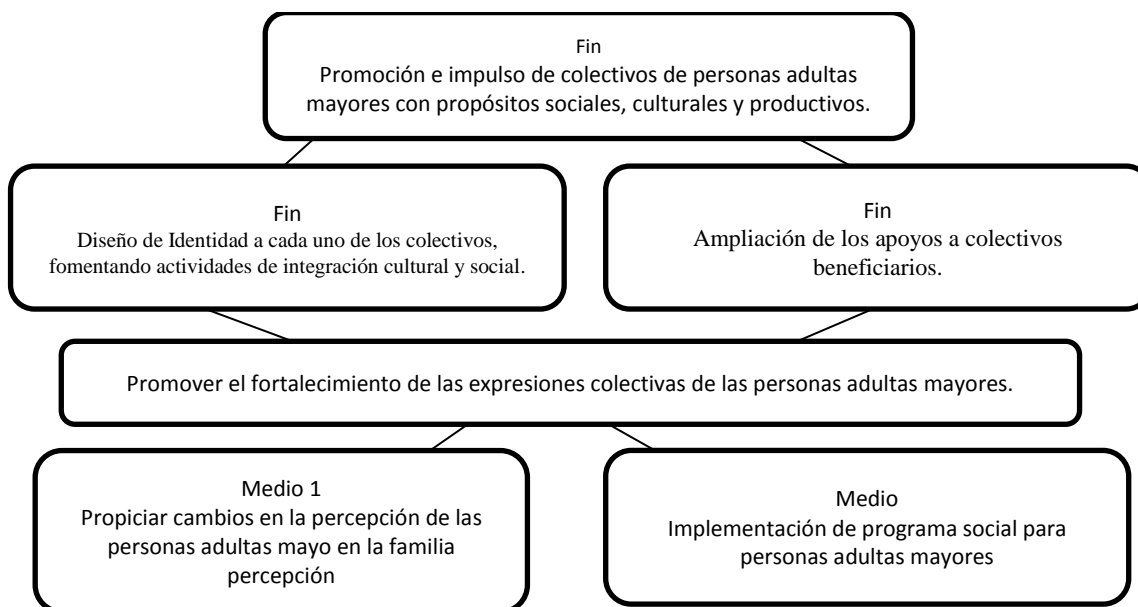 Fin
Promoción e impulso de colectivos de personas adultas
mayores con propósitos sociales, culturales y productivos.
Fin
Diseño de Identidad a cada uno de los colectivos,
fomentando actividades de integración cultural y social.
Fin
Ampliación de los apoyos a colectivos
beneficiarios.
Promover el fortalecimiento de las expresiones colectivas de las personas adultas mayores.
Medio 1
Propiciar cambios en la percepción de las
personas adultas mayo en la familia
percepción
Medio
Implementación de programa social para
personas adultas mayores